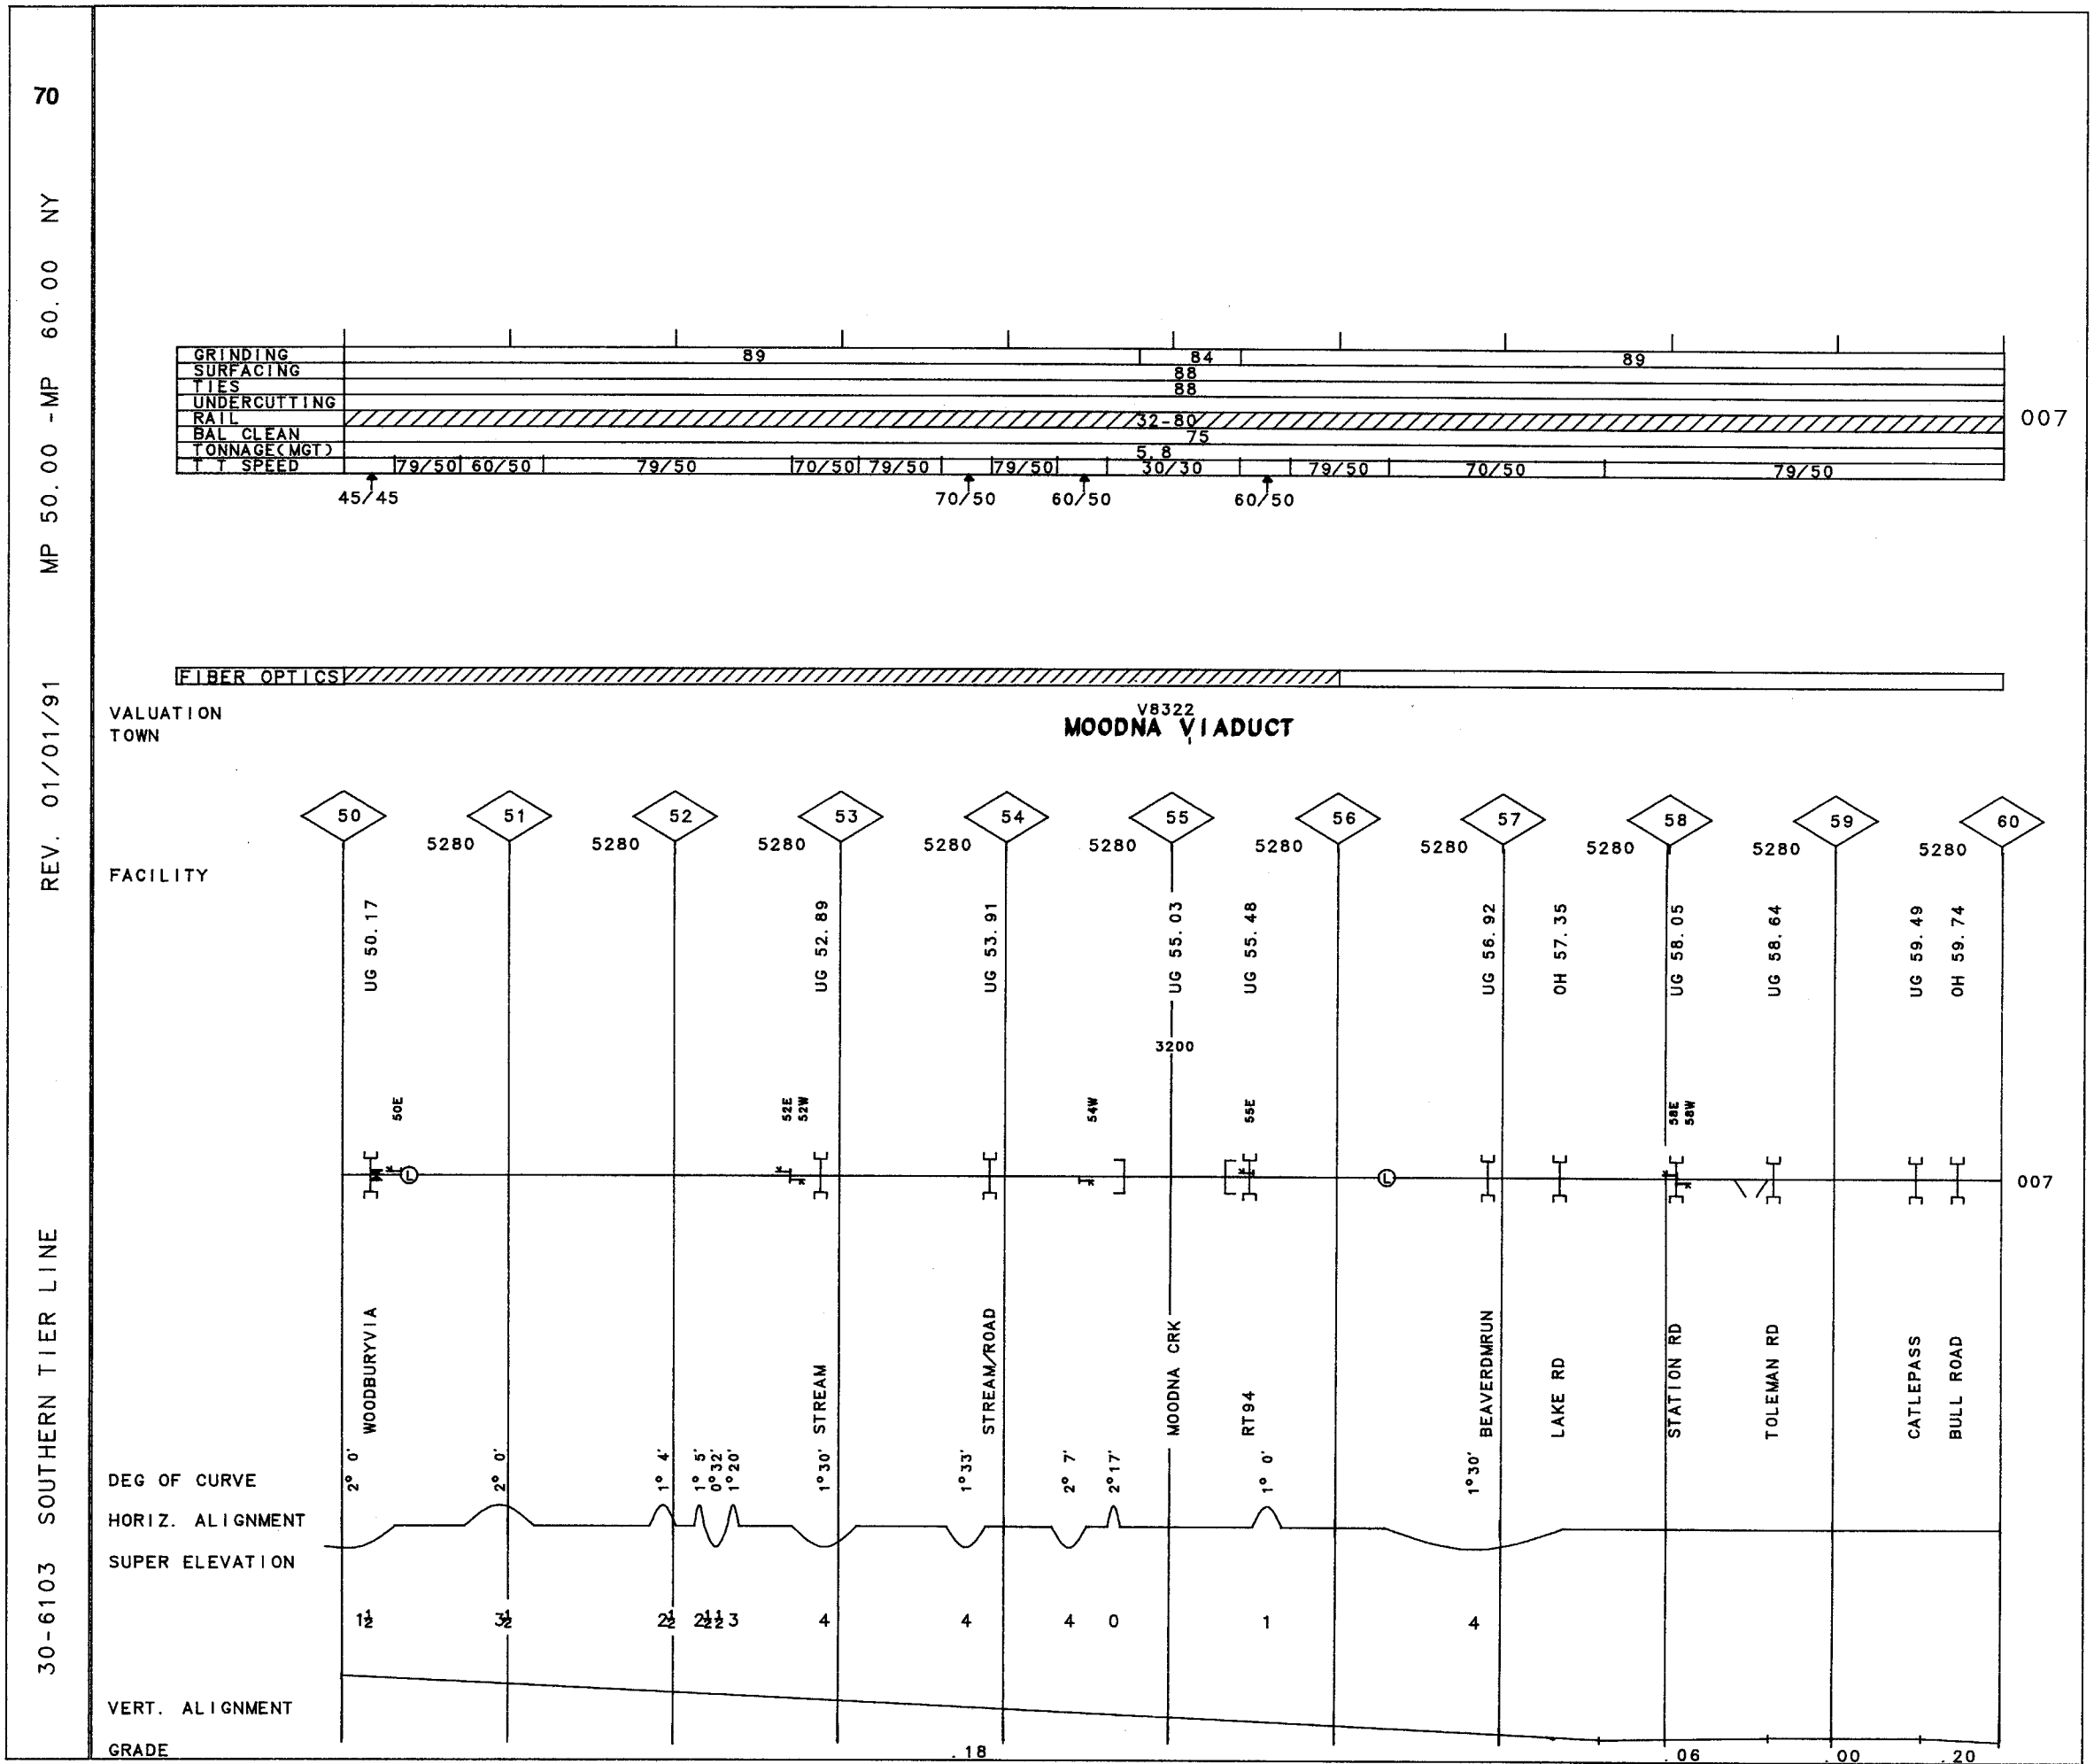 70
30-6103 SOUTHERN TIER LINE REV. 01/01/91 MP 50.00 -MP 60.00 NY
GRINDING 89 84 89
SURFACING 88
TIES 88
UNDERCUTTING
RAIL 32-80 007
BAL CLEAN 75
TONNAGE(MGT) 5.8
T T SPEED 79/50 60/50 79/50 70/50 79/50 79/50 30/30 79/50 70/50 79/50
45/45 70/50 60/50 60/50
FIBER OPTICS
VALUATION V8322
TOWN MOODNA VIADUCT
50 51 52 53 54 55 56 57 58 59 60
5280 5280 5280 5280 5280 5280 5280 5280 5280 5280
FACILITY
UG 50.17 UG 52.89 UG 53.91 UG 55.03 UG 55.48 UG 56.92 OH 57.35 UG 58.05 UG 58.64 UG 59.49 OH 59.74
3200
50E 52E 52W 54W 55E 58E 58W
L L 007
WOODBURYVIA STREAM STREAM/ROAD MOODNA CRK RT94 BEAVERDMRUN LAKE RD STATION RD TOLEMAN RD CATLEPASS BULL ROAD
DEG OF CURVE 2° 0' 2° 0' 1° 4' 1° 5' 0°32' 1°20' 1°30' 1°33' 2° 7' 2°17' 1° 0' 1°30'
HORIZ. ALIGNMENT
SUPER ELEVATION
1½ 3½ 2½ 2½ 1½ 3 4 4 4 0 1 4
VERT. ALIGNMENT
GRADE .18 .06 .00 .20